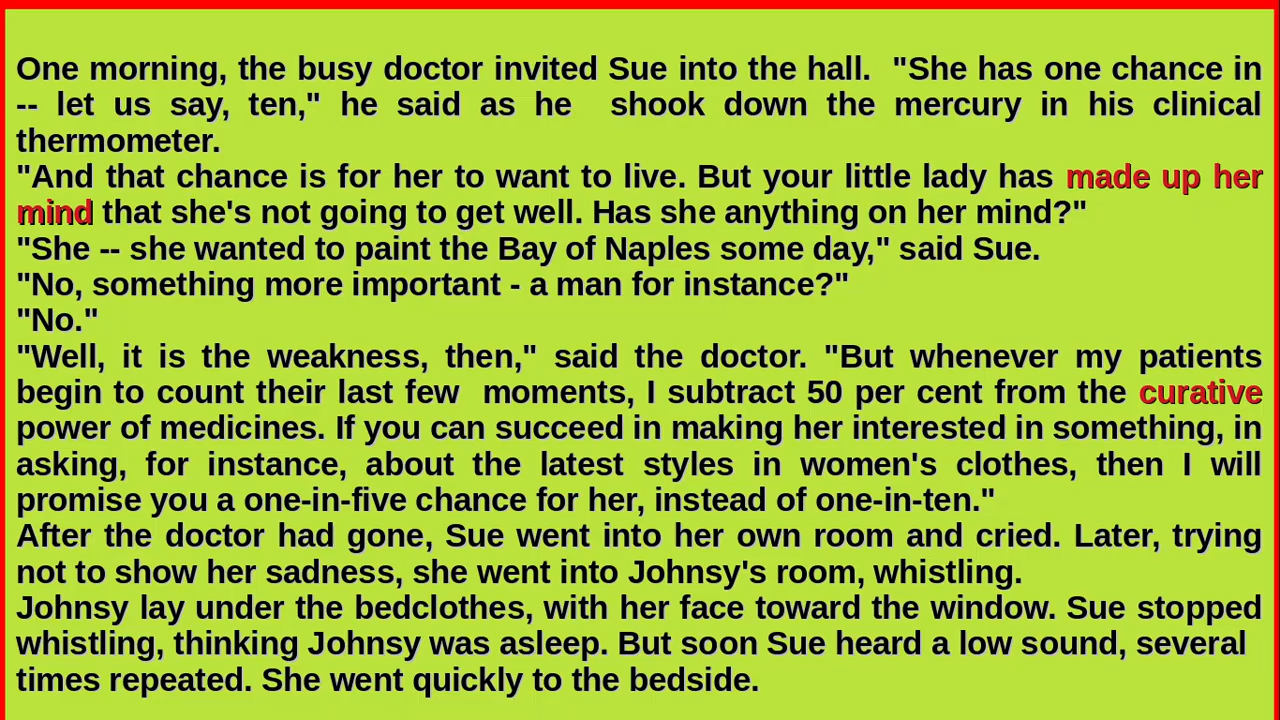 One morning, the busy doctor invited Sue into the hall.  "She has one chance in
-- let us say, ten," he said as he  shook down the mercury in his clinical
thermometer.
"And that chance is for her to want to live. But your little lady has made up her
mind that she's not going to get well. Has she anything on her mind?"
"She -- she wanted to paint the Bay of Naples some day," said Sue.
"No, something more important - a man for instance?"
"No."
"Well, it is the weakness, then," said the doctor. "But whenever my patients
begin to count their last few  moments, I subtract 50 per cent from the curative
power of medicines. If you can succeed in making her interested in something, in
asking, for instance, about the latest styles in women's clothes, then I will
promise you a one-in-five chance for her, instead of one-in-ten."
After the doctor had gone, Sue went into her own room and cried. Later, trying
not to show her sadness, she went into Johnsy's room, whistling.
Johnsy lay under the bedclothes, with her face toward the window. Sue stopped
whistling, thinking Johnsy was asleep. But soon Sue heard a low sound, several
times repeated. She went quickly to the bedside.